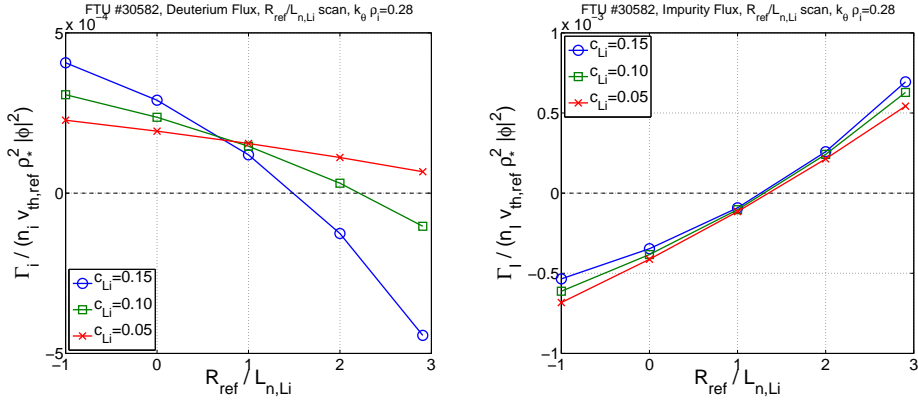 FTU #30582, Deuterium Flux, R_ref/L_n,Li scan, k_θ ρ_i=0.28
x 10⁻⁴
5
0
−5
Γ_i / (n_i v_th,ref ρ_*² |ϕ|²)
c_Li=0.15
c_Li=0.10
c_Li=0.05
−1 0 1 2 3
R_ref / L_n,Li
FTU #30582, Impurity Flux, R_ref/L_n,Li scan, k_θ ρ_i=0.28
x 10⁻³
1
0.5
0
−0.5
−1
Γ_I / (n_I v_th,ref ρ_*² |ϕ|²)
c_Li=0.15
c_Li=0.10
c_Li=0.05
−1 0 1 2 3
R_ref / L_n,Li